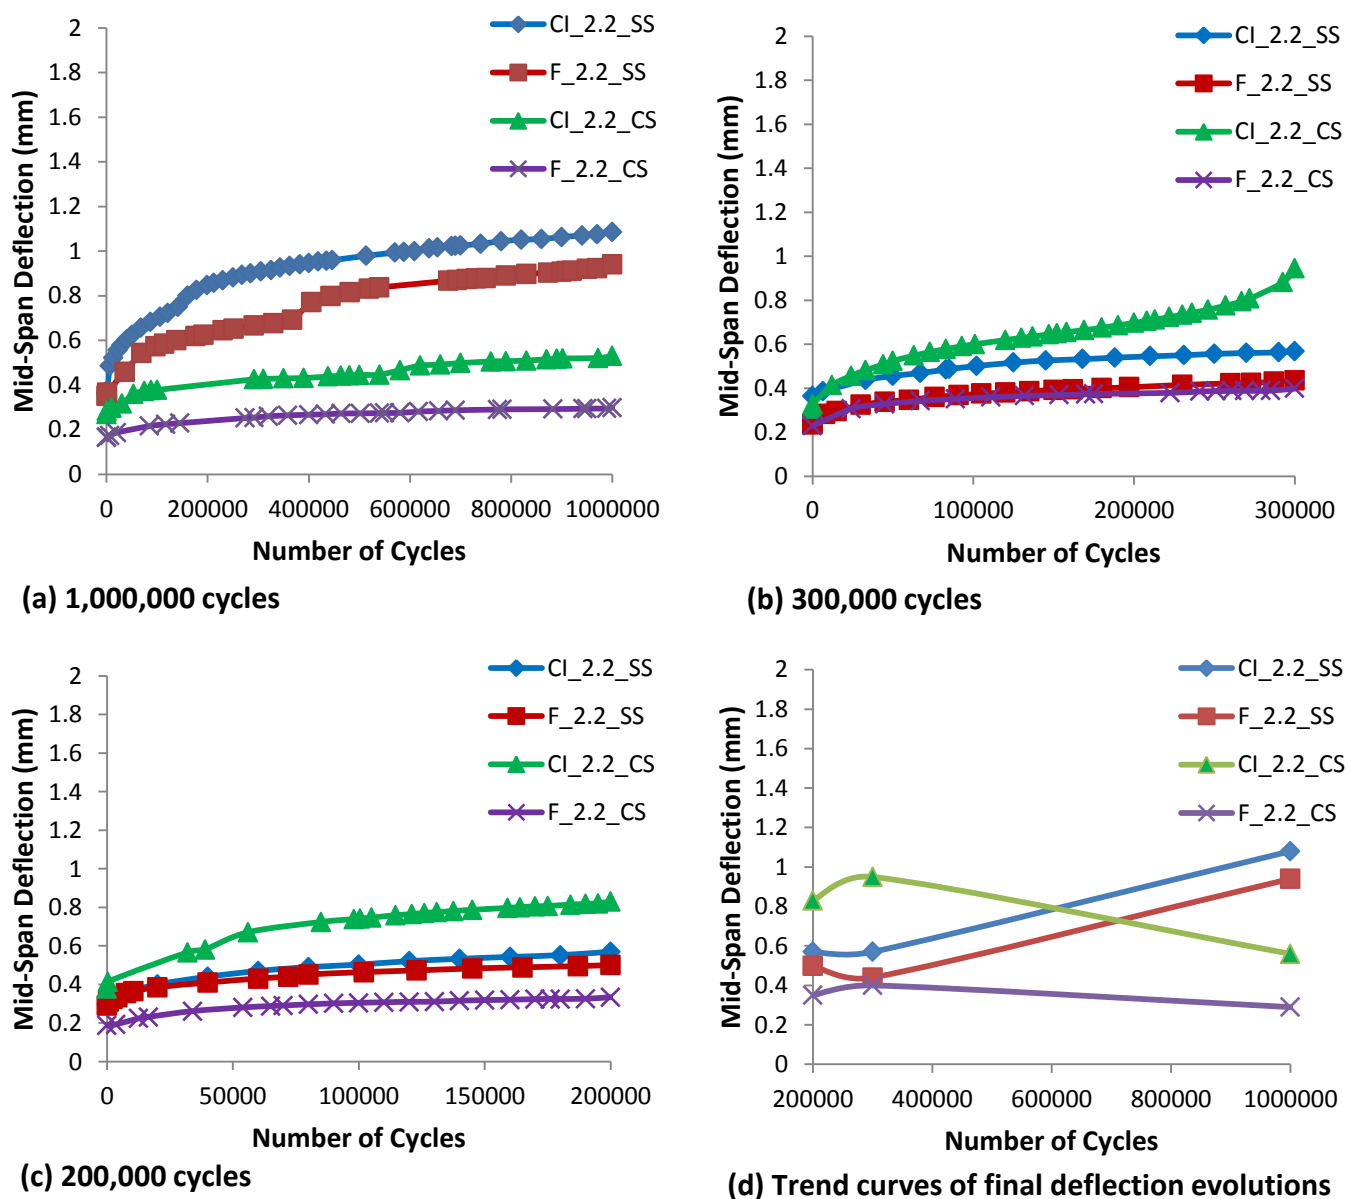 CI_2.2_SS
F_2.2_SS
CI_2.2_CS
F_2.2_CS
Mid-Span Deflection (mm)
2
1.8
1.6
1.4
1.2
1
0.8
0.6
0.4
0.2
0
0 200000 400000 600000 800000 1000000
Number of Cycles
(a) 1,000,000 cycles
CI_2.2_SS
F_2.2_SS
CI_2.2_CS
F_2.2_CS
Mid-Span Deflection (mm)
2
1.8
1.6
1.4
1.2
1
0.8
0.6
0.4
0.2
0
0 100000 200000 300000
Number of Cycles
(b) 300,000 cycles
CI_2.2_SS
F_2.2_SS
CI_2.2_CS
F_2.2_CS
Mid-Span Deflection (mm)
2
1.8
1.6
1.4
1.2
1
0.8
0.6
0.4
0.2
0
0 50000 100000 150000 200000
Number of Cycles
(c) 200,000 cycles
CI_2.2_SS
F_2.2_SS
CI_2.2_CS
F_2.2_CS
Mid-Span Deflection (mm)
2
1.8
1.6
1.4
1.2
1
0.8
0.6
0.4
0.2
0
200000 400000 600000 800000 1000000
Number of Cycles
(d) Trend curves of final deflection evolutions